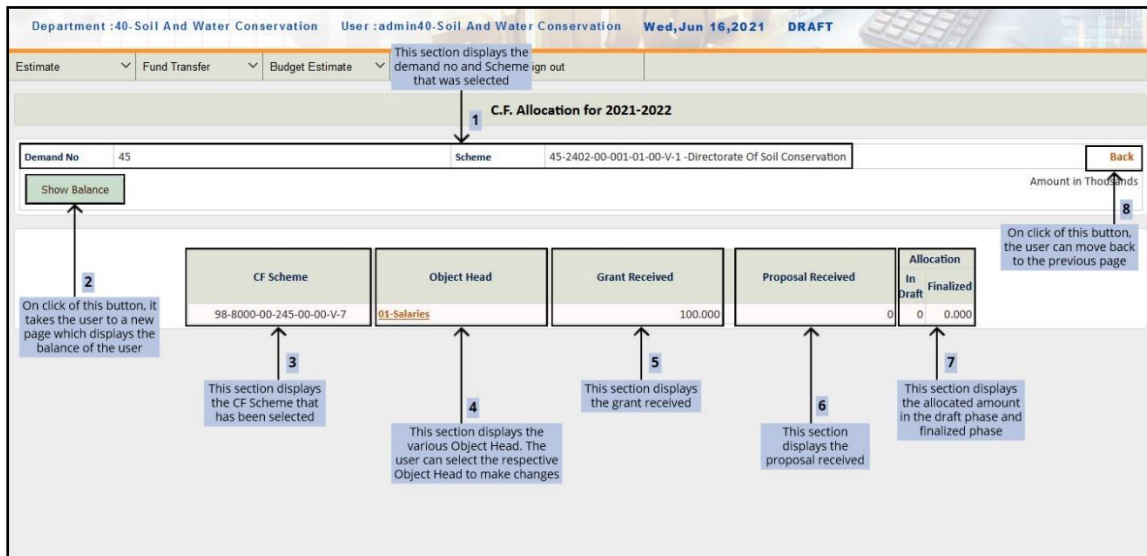 Department :40-Soil And Water Conservation User :admin40-Soil And Water Conservation Wed,Jun 16,2021 DRAFT
Estimate Fund Transfer Budget Estimate ign out
This section displays the
demand no and Scheme
that was selected
C.F. Allocation for 2021-2022
1
Demand No 45 Scheme 45-2402-00-001-01-00-V-1 -Directorate Of Soil Conservation Back
Show Balance Amount in Thousands
8
On click of this button,
the user can move back
to the previous page
2
On click of this button, it
takes the user to a new
page which displays the
balance of the user
CF Scheme Object Head Grant Received Proposal Received Allocation
In Draft Finalized
98-8000-00-245-00-00-V-7 01-Salaries 100.000 0 0 0.000
3
This section displays
the CF Scheme that
has been selected
4
This section displays the
various Object Head. The
user can select the respective
Object Head to make changes
5
This section displays
the grant received
6
This section
displays the
proposal received
7
This section displays
the allocated amount
in the draft phase and
finalized phase